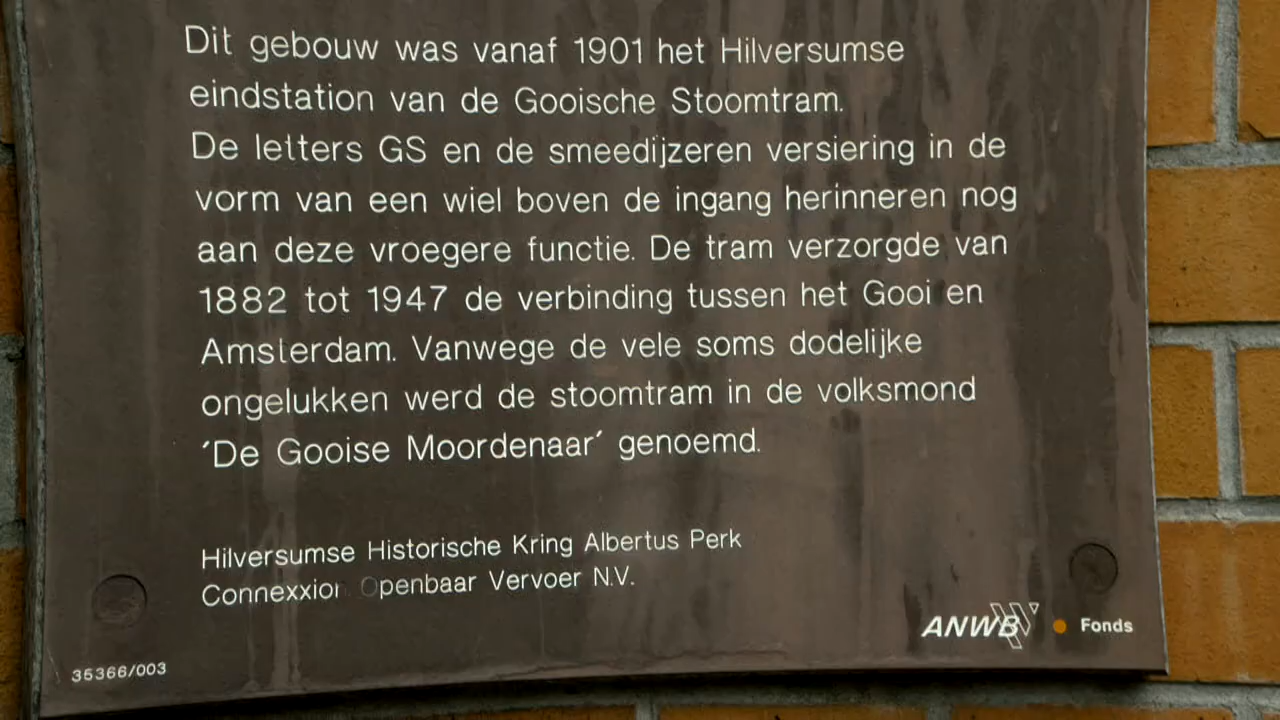 Dit gebouw was vanaf 1901 het Hilversumse
eindstation van de Gooische Stoomtram.
De letters GS en de smeedijzeren versiering in de
vorm van een wiel boven de ingang herinneren nog
aan deze vroegere functie. De tram verzorgde van
1882 tot 1947 de verbinding tussen het Gooi en
Amsterdam. Vanwege de vele soms dodelijke
ongelukken werd de stoomtram in de volksmond
´De Gooise Moordenaar´ genoemd.
Hilversumse Historische Kring Albertus Perk
Connexxion Openbaar Vervoer N.V.
ANWB Fonds
35366/003